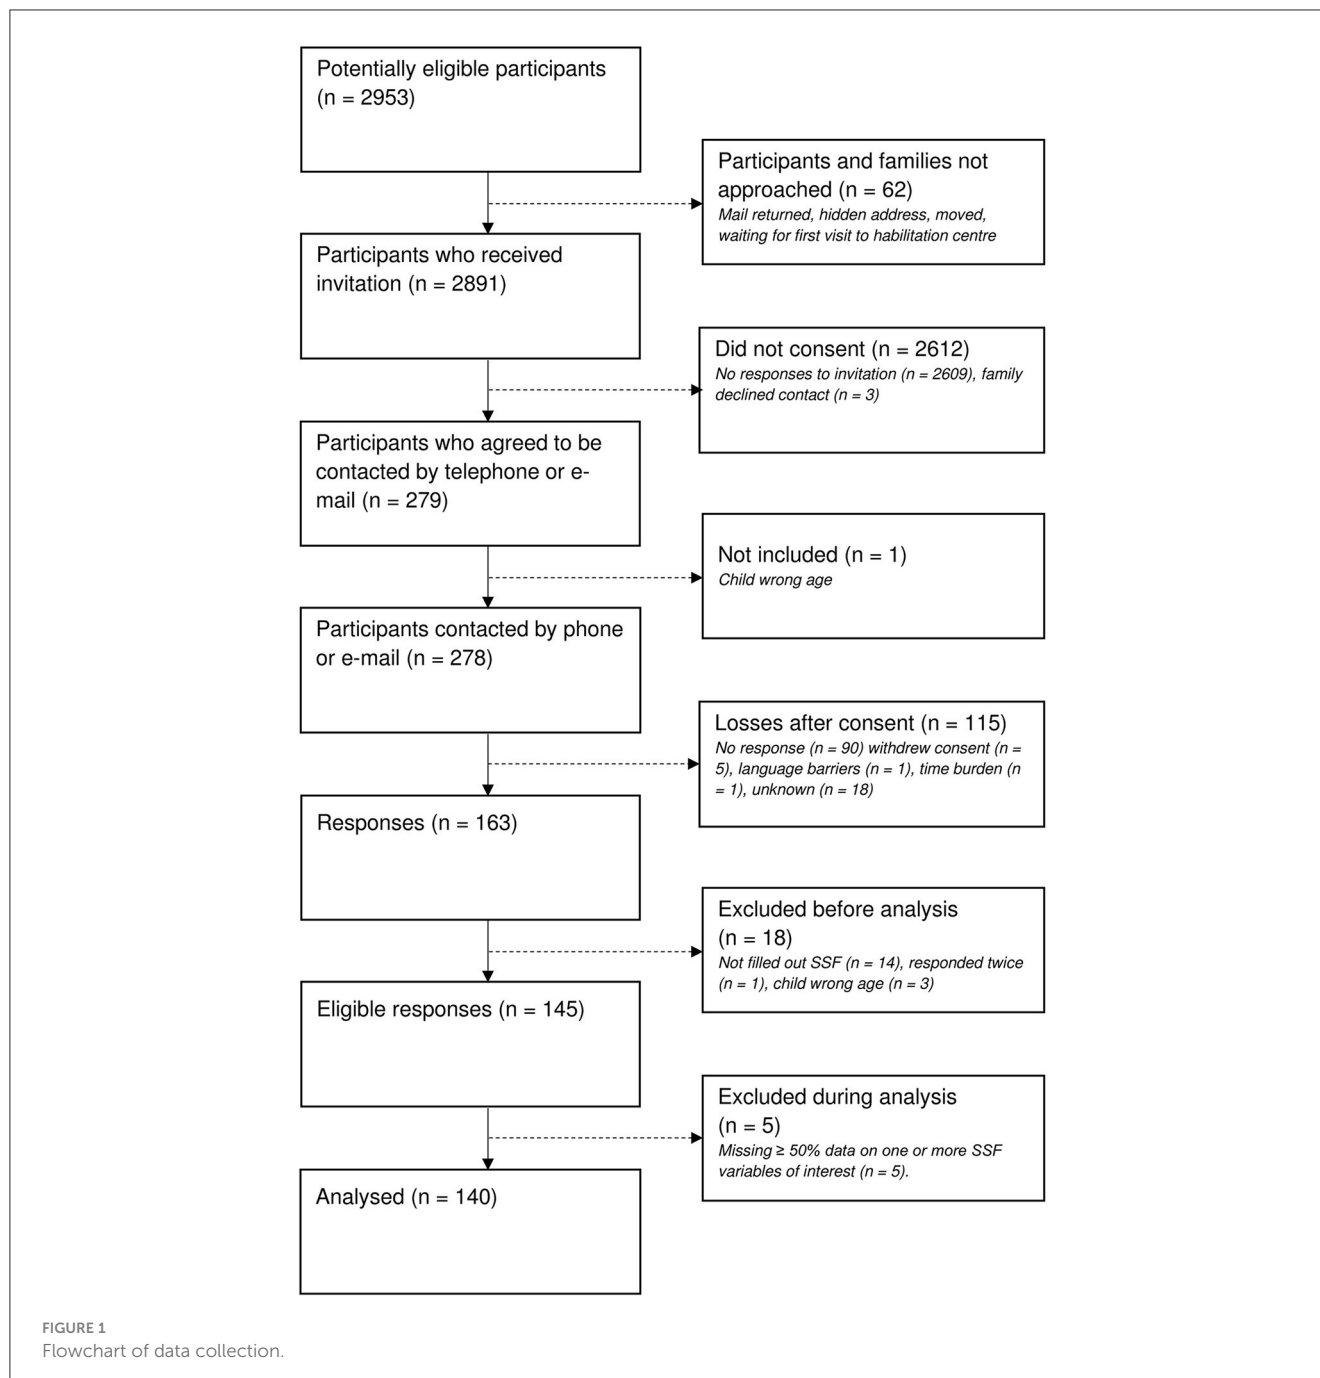 Potentially eligible participants
(n = 2953)
Participants and families not
approached (n = 62)
Mail returned, hidden address, moved,
waiting for first visit to habilitation centre
Participants who received
invitation (n = 2891)
Did not consent (n = 2612)
No responses to invitation (n = 2609), family
declined contact (n = 3)
Participants who agreed to be
contacted by telephone or e-
mail (n = 279)
Not included (n = 1)
Child wrong age
Participants contacted by phone
or e-mail (n = 278)
Losses after consent (n = 115)
No response (n = 90) withdrew consent (n =
5), language barriers (n = 1), time burden (n
= 1), unknown (n = 18)
Responses (n = 163)
Excluded before analysis
(n = 18)
Not filled out SSF (n = 14), responded twice
(n = 1), child wrong age (n = 3)
Eligible responses (n = 145)
Excluded during analysis
(n = 5)
Missing ≥ 50% data on one or more SSF
variables of interest (n = 5).
Analysed (n = 140)
FIGURE 1
Flowchart of data collection.